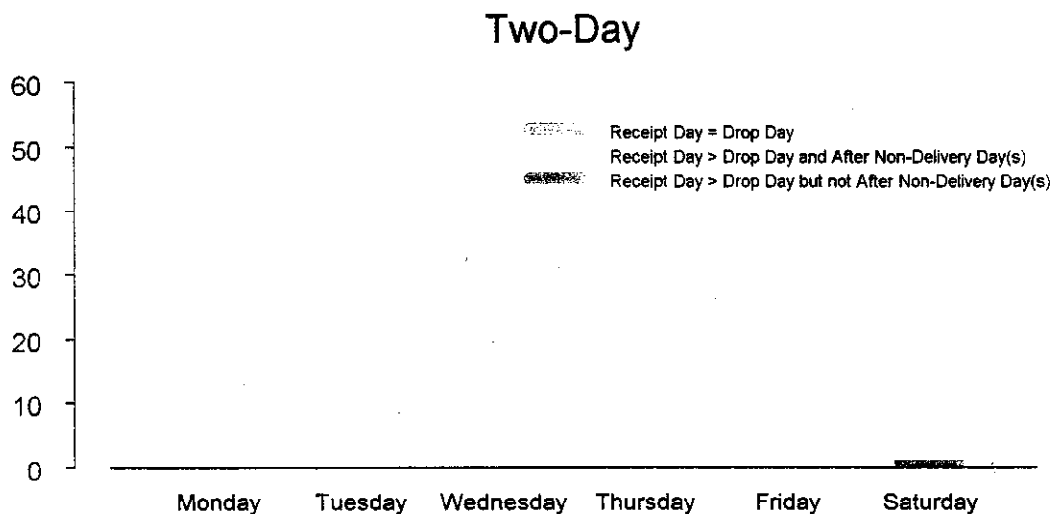 Two-Day
60
50
40
30
20
10
0
Receipt Day = Drop Day
Receipt Day > Drop Day and After Non-Delivery Day(s)
Receipt Day > Drop Day but not After Non-Delivery Day(s)
Monday Tuesday Wednesday Thursday Friday Saturday